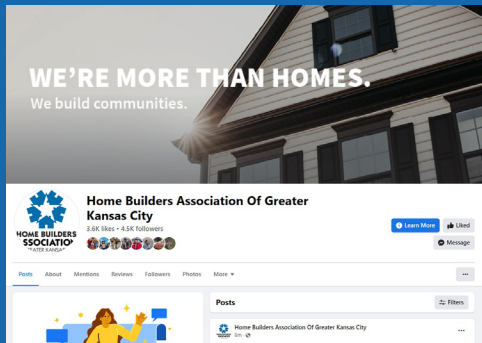 WE’RE MORE THAN HOMES.
We build communities.
HOME BUILDERS
Home Builders Association Of Greater
Kansas City
3.6K likes • 4.5K followers
Learn More
Liked
Message
Posts About Mentions Reviews Followers Photos More
Posts
Filters
Home Builders Association Of Greater Kansas City